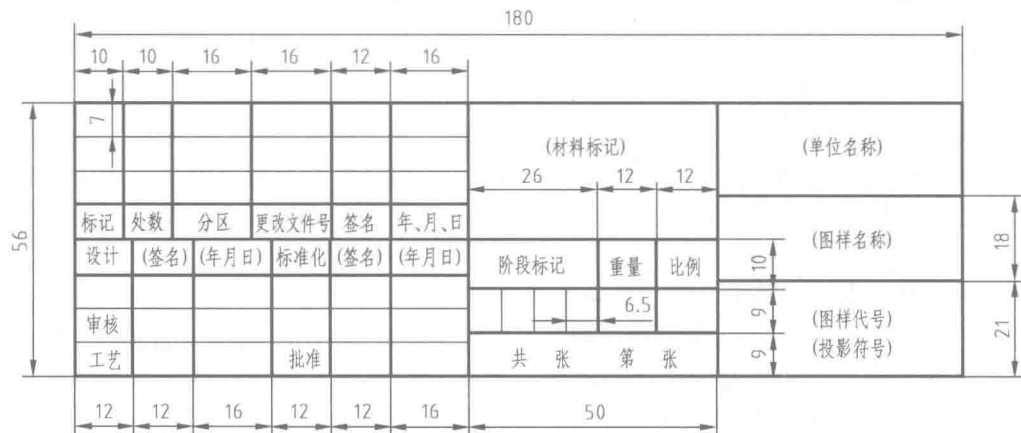 180
10 10 16 16 12 16
7
(材料标记) (单位名称)
26 12 12
标记 处数 分区 更改文件号 签名 年、月、日
56
(图样名称)
18
设计 (签名) (年月日) 标准化 (签名) (年月日)
阶段标记 重量 比例
10
6.5
9
审核
(图样代号)
21
(投影符号)
工艺 批准
共 张 第 张
9
12 12 16 12 12 16 50